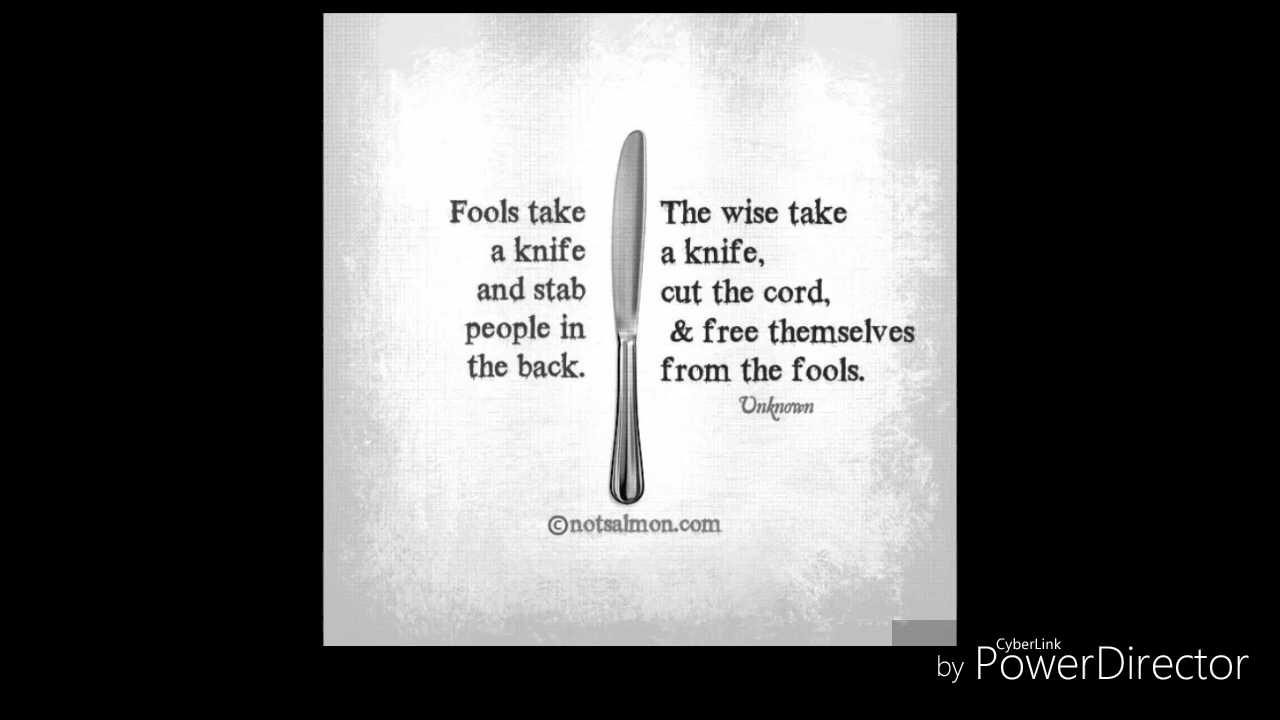 Fools take
a knife
and stab
people in
the back.
The wise take
a knife,
cut the cord,
& free themselves
from the fools.
Unknown
©notsalmon.com
by CyberLink PowerDirector